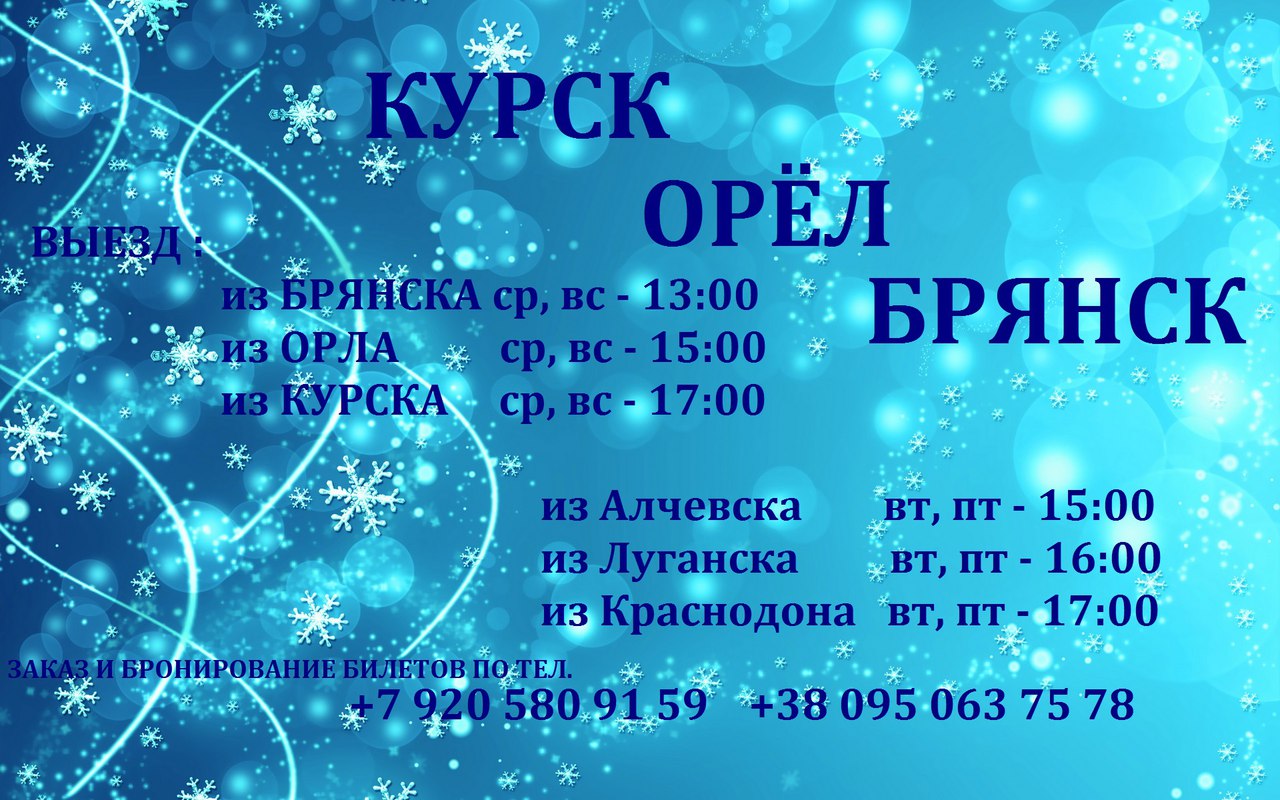 КУРСК
ОРЁЛ
БРЯНСК
ВЫЕЗД :
из БРЯНСКА ср, вс - 13:00
из ОРЛА ср, вс - 15:00
из КУРСКА ср, вс - 17:00
из Алчевска вт, пт - 15:00
из Луганска вт, пт - 16:00
из Краснодона вт, пт - 17:00
ЗАКАЗ И БРОНИРОВАНИЕ БИЛЕТОВ ПО ТЕЛ.
+7 920 580 91 59 +38 095 063 75 78